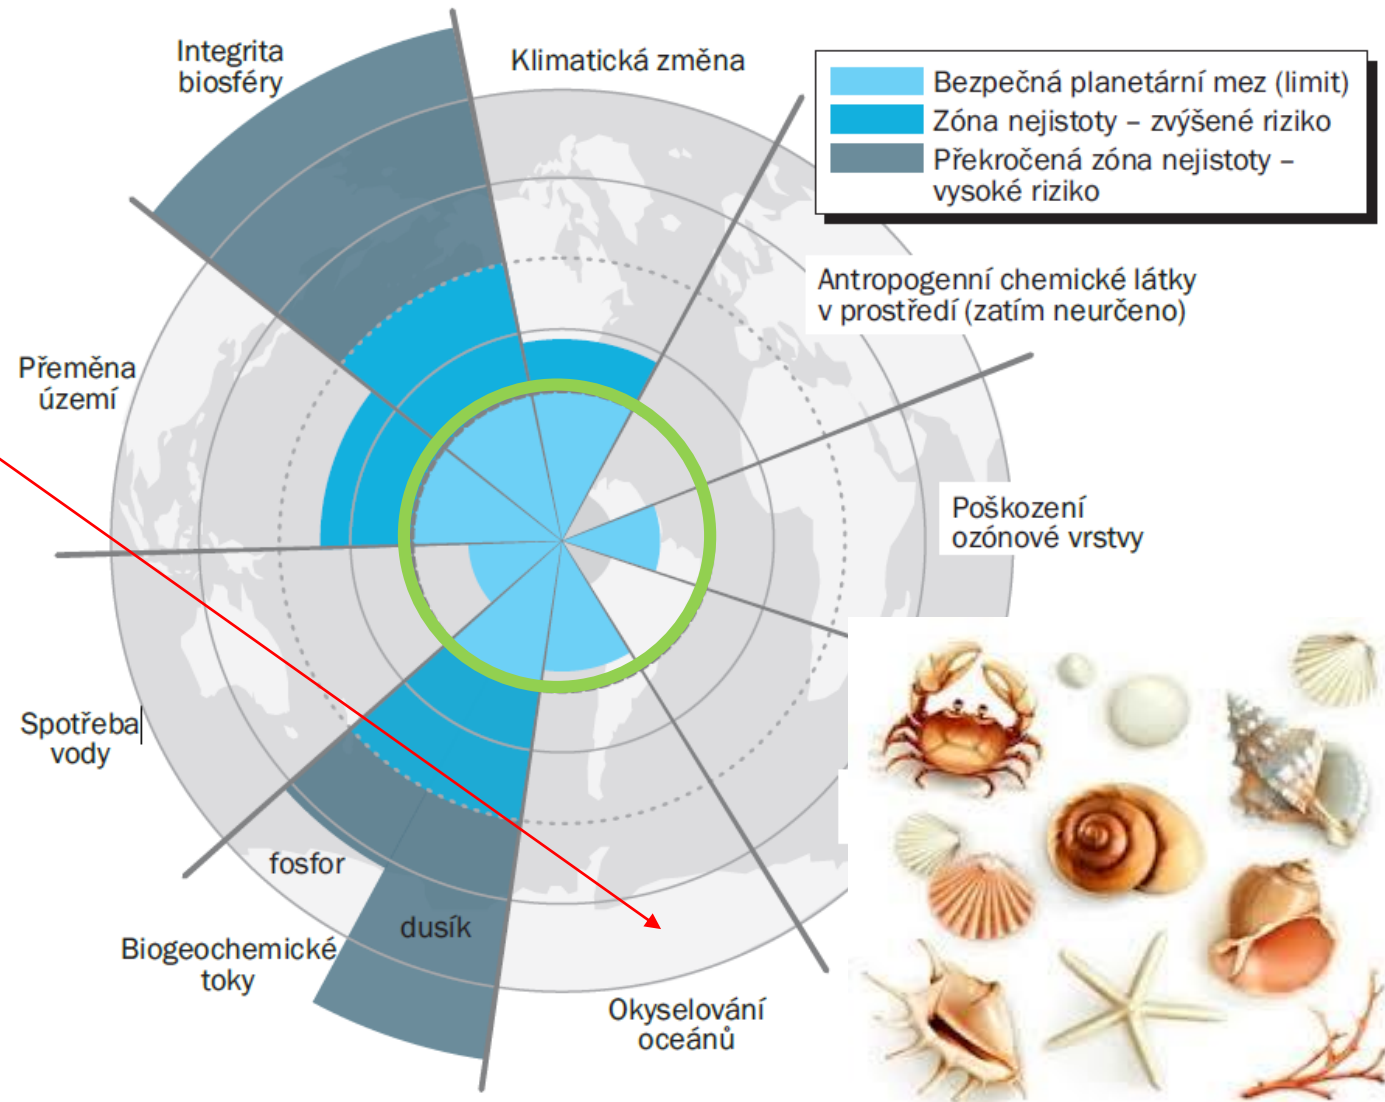 Integrita
biosféry
Klimatická změna
Bezpečná planetární mez (limit)
Zóna nejistoty – zvýšené riziko
Překročená zóna nejistoty –
vysoké riziko
Antropogenní chemické látky
v prostředí (zatím neurčeno)
Přeměna
území
Poškození
ozónové vrstvy
Spotřeba
vody
fosfor
dusík
Biogeochemické
toky
Okyselování
oceánů